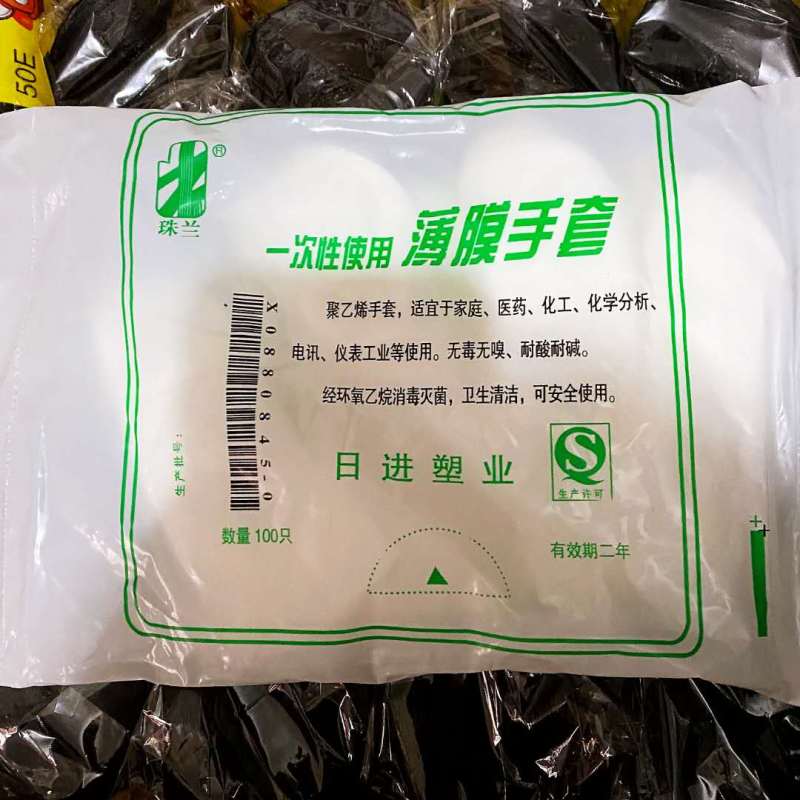 50E
®
珠兰
一次性使用 薄膜手套
聚乙烯手套，适宜于家庭、医药、化工、化学分析、
电讯、仪表工业等使用。无毒无嗅、耐酸耐碱。
经环氧乙烷消毒灭菌，卫生清洁，可安全使用。
X0880845-0
生产批号：
日进塑业
生产许可
数量 100只
有效期二年